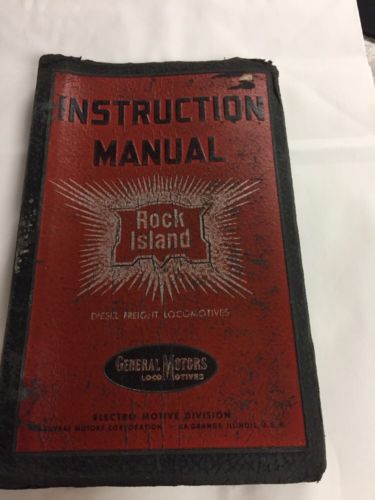 INSTRUCTION
MANUAL
Rock
Island
DIESEL FREIGHT LOCOMOTIVES
GENERAL MOTORS
LOCOMOTIVES
ELECTRO MOTIVE DIVISION
GENERAL MOTORS CORPORATION — LA GRANGE, ILLINOIS, U.S.A.